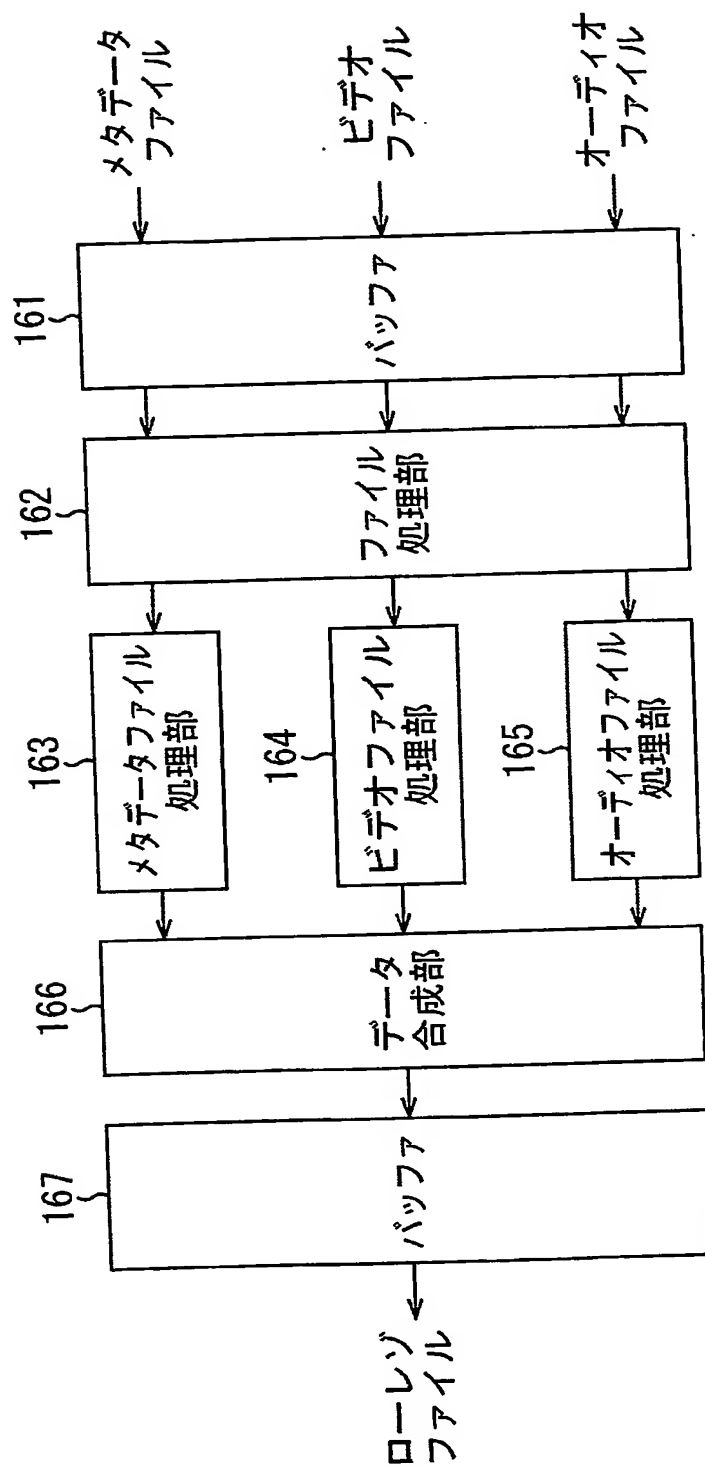 メタデータ
ファイル
ビデオ
ファイル
オーディオ
ファイル
161
バッファ
162
ファイル
処理部
163
メタデータファイル
処理部
164
ビデオファイル
処理部
165
オーディオファイル
処理部
166
データ
合成部
167
バッファ
ローレゾ
ファイル